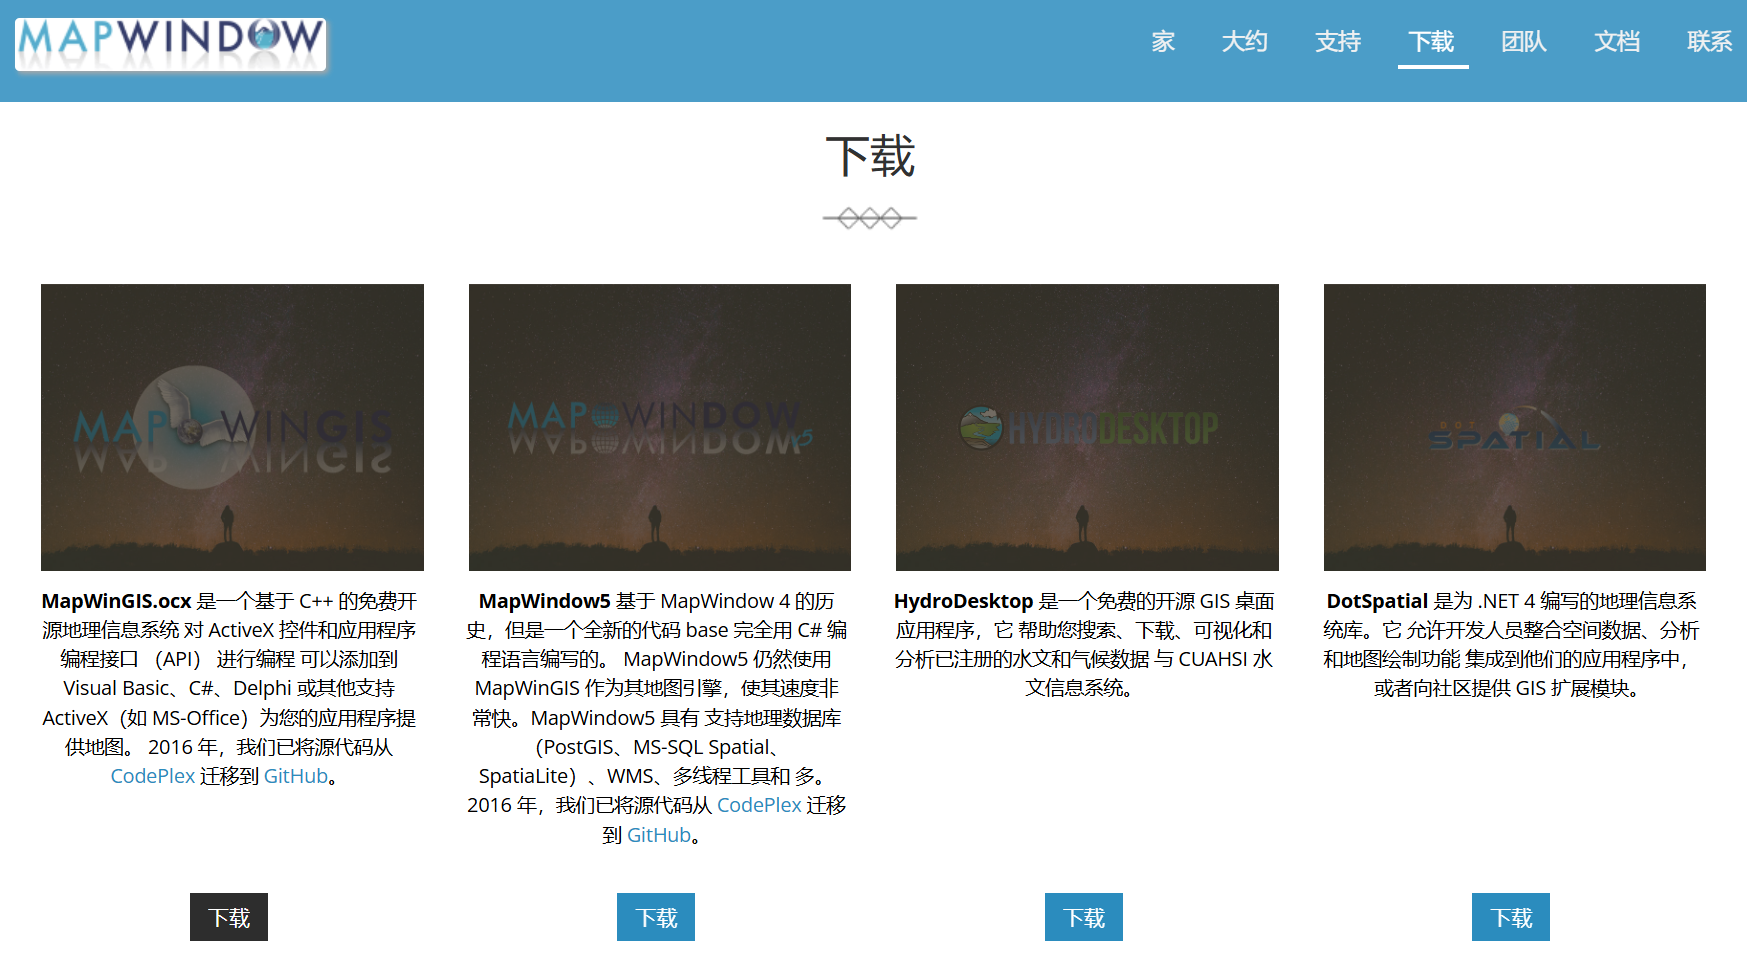 MAPWINDOW
家 大约 支持 下载 团队 文档 联系
下载
MAPWINGIS
MAPWINDOW v5
HYDRODESKTOP
DOT SPATIAL
MapWinGIS.ocx 是一个基于 C++ 的免费开
源地理信息系统 对 ActiveX 控件和应用程序
编程接口 （API） 进行编程 可以添加到
Visual Basic、C#、Delphi 或其他支持
ActiveX（如 MS-Office）为您的应用程序提
供地图。 2016 年，我们已将源代码从
CodePlex 迁移到 GitHub。
MapWindow5 基于 MapWindow 4 的历
史，但是一个全新的代码 base 完全用 C# 编
程语言编写的。 MapWindow5 仍然使用
MapWinGIS 作为其地图引擎，使其速度非
常快。MapWindow5 具有 支持地理数据库
（PostGIS、MS-SQL Spatial、
SpatiaLite）、WMS、多线程工具和 多。
2016 年，我们已将源代码从 CodePlex 迁移
到 GitHub。
HydroDesktop 是一个免费的开源 GIS 桌面
应用程序，它 帮助您搜索、下载、可视化和
分析已注册的水文和气候数据 与 CUAHSI 水
文信息系统。
DotSpatial 是为 .NET 4 编写的地理信息系
统库。它 允许开发人员整合空间数据、分析
和地图绘制功能 集成到他们的应用程序中，
或者向社区提供 GIS 扩展模块。
下载
下载
下载
下载